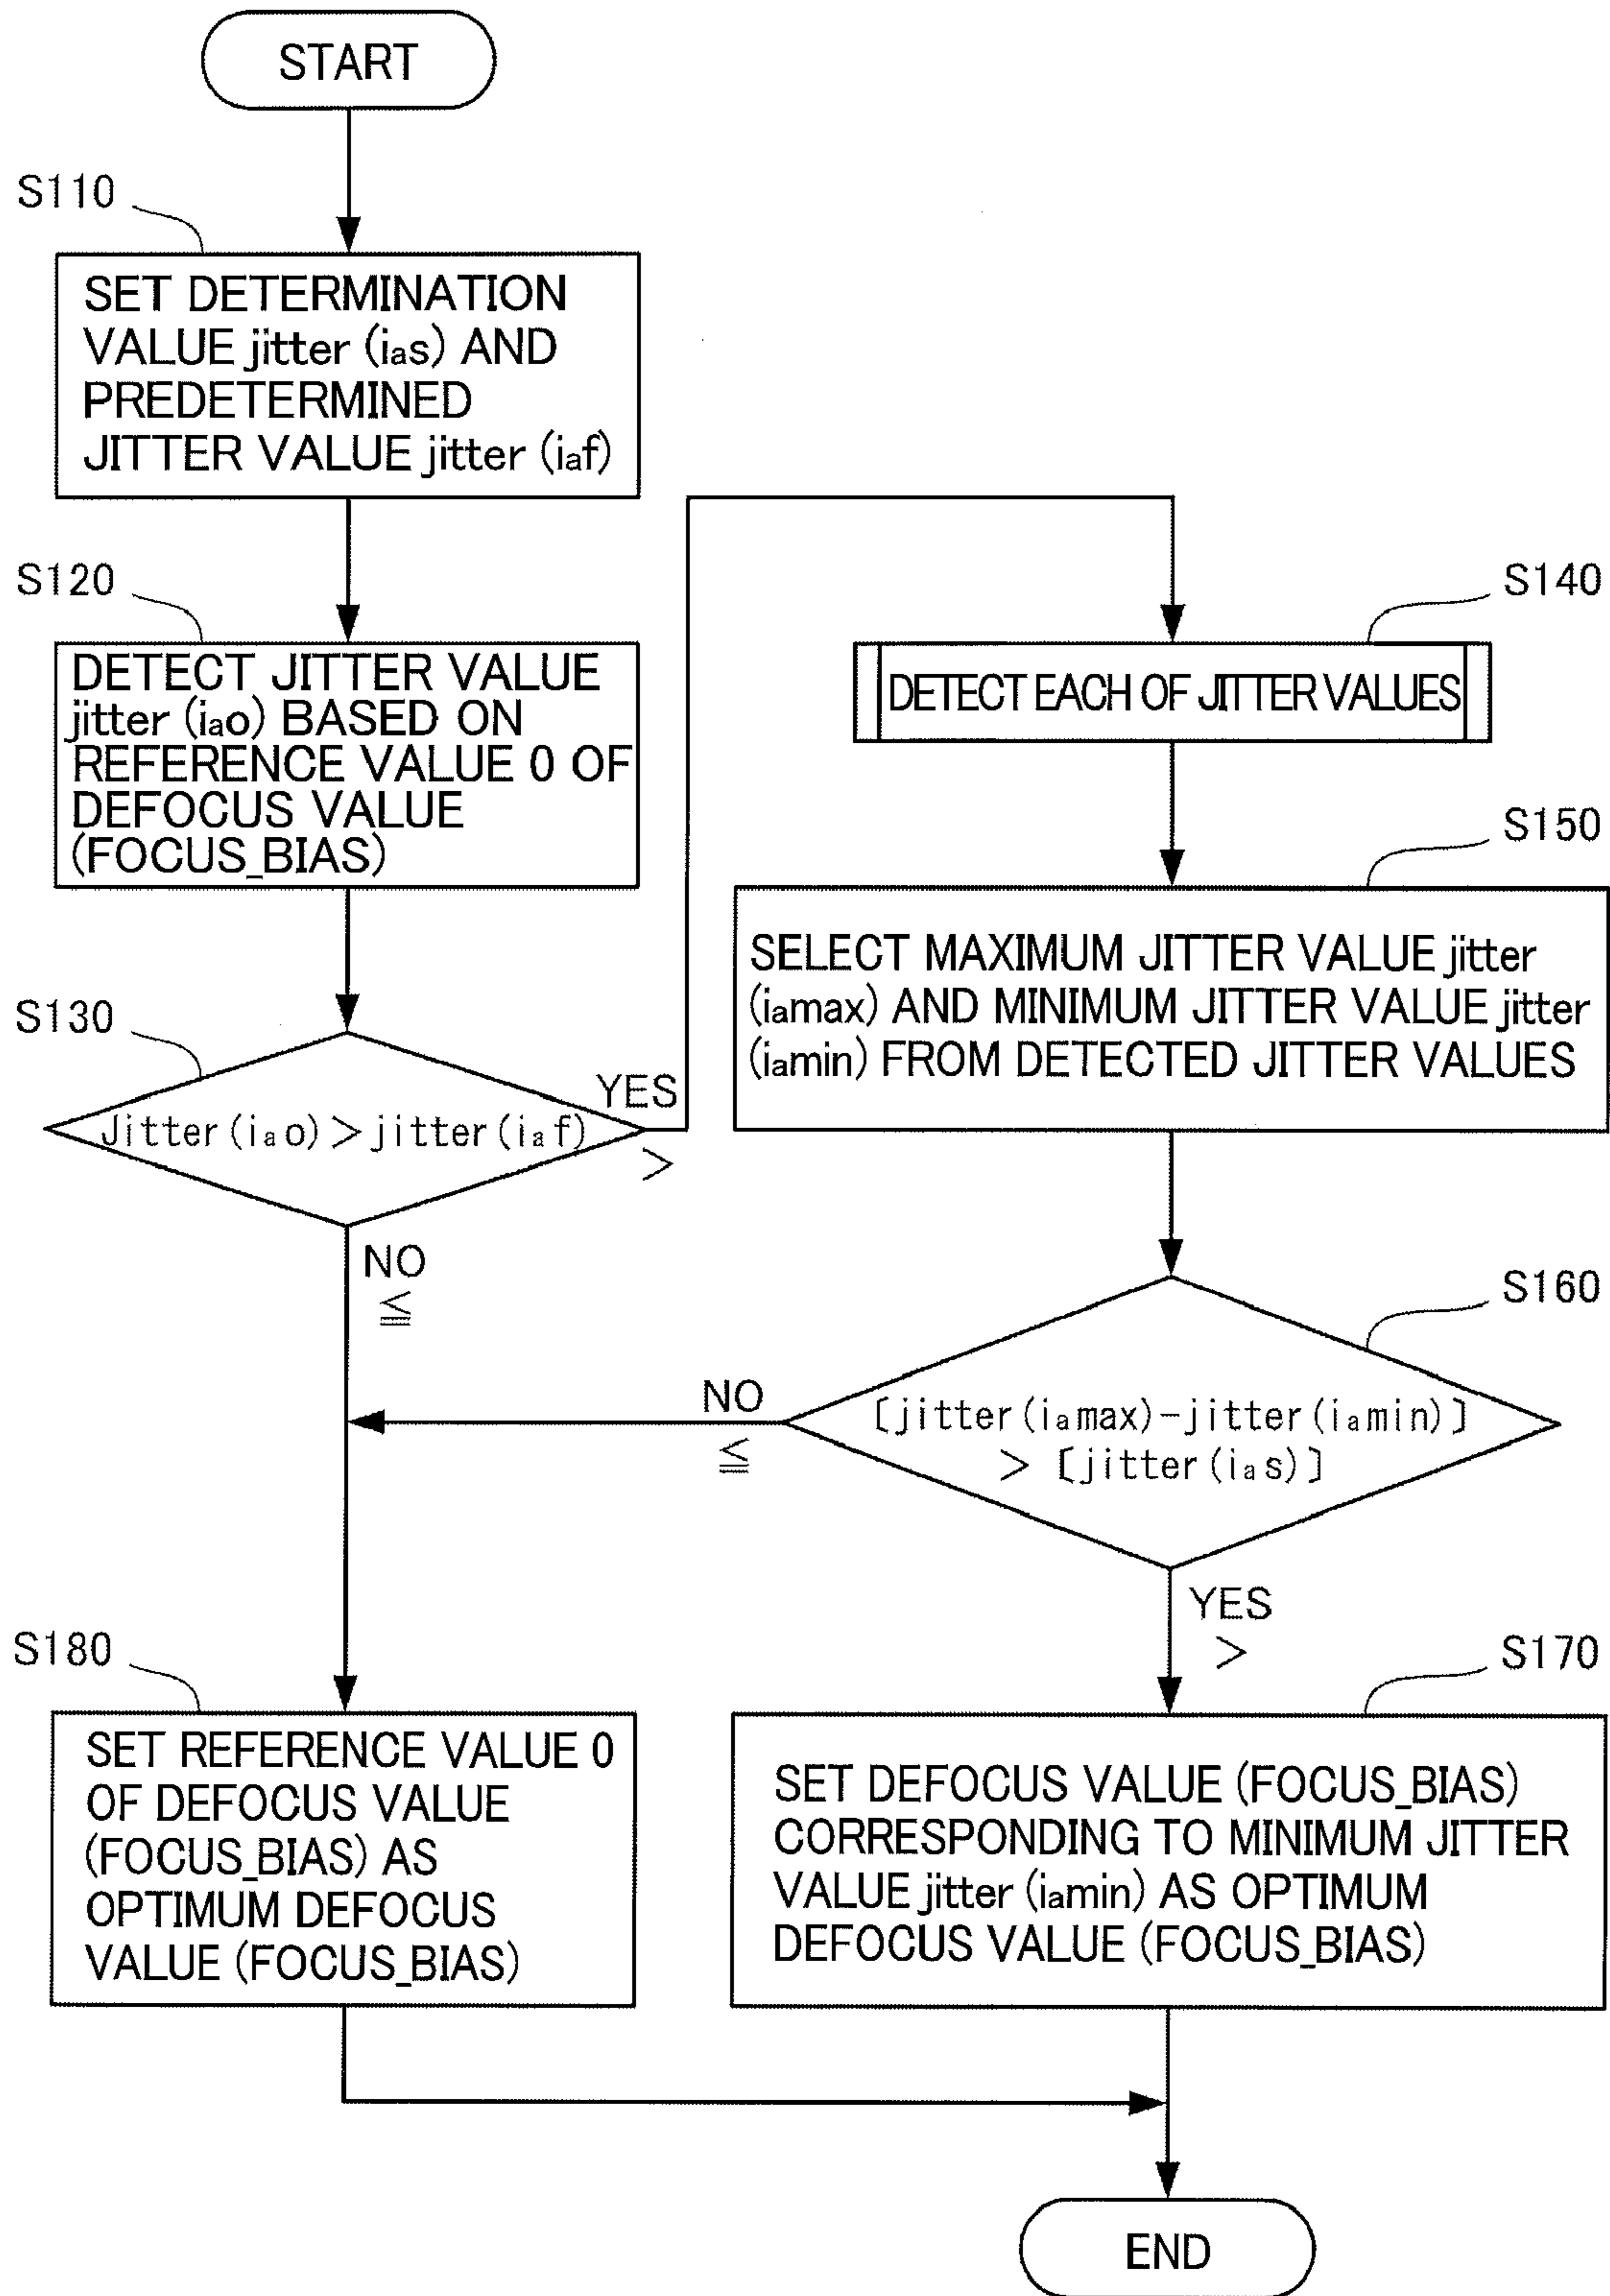 START
S110
SET DETERMINATION
VALUE jitter (ias) AND
PREDETERMINED
JITTER VALUE jitter (iaf)
S120
DETECT JITTER VALUE
jitter (iao) BASED ON
REFERENCE VALUE 0 OF
DEFOCUS VALUE
(FOCUS_BIAS)
S130
Jitter(iao)>jitter(iaf)
YES
>
NO
≦
S140
DETECT EACH OF JITTER VALUES
S150
SELECT MAXIMUM JITTER VALUE jitter
(iamax) AND MINIMUM JITTER VALUE jitter
(iamin) FROM DETECTED JITTER VALUES
S160
[jitter(iamax)-jitter(iamin)]
> [jitter(ias)]
NO
≦
YES
>
S170
SET DEFOCUS VALUE (FOCUS_BIAS)
CORRESPONDING TO MINIMUM JITTER
VALUE jitter (iamin) AS OPTIMUM
DEFOCUS VALUE (FOCUS_BIAS)
S180
SET REFERENCE VALUE 0
OF DEFOCUS VALUE
(FOCUS_BIAS) AS
OPTIMUM DEFOCUS
VALUE (FOCUS_BIAS)
END